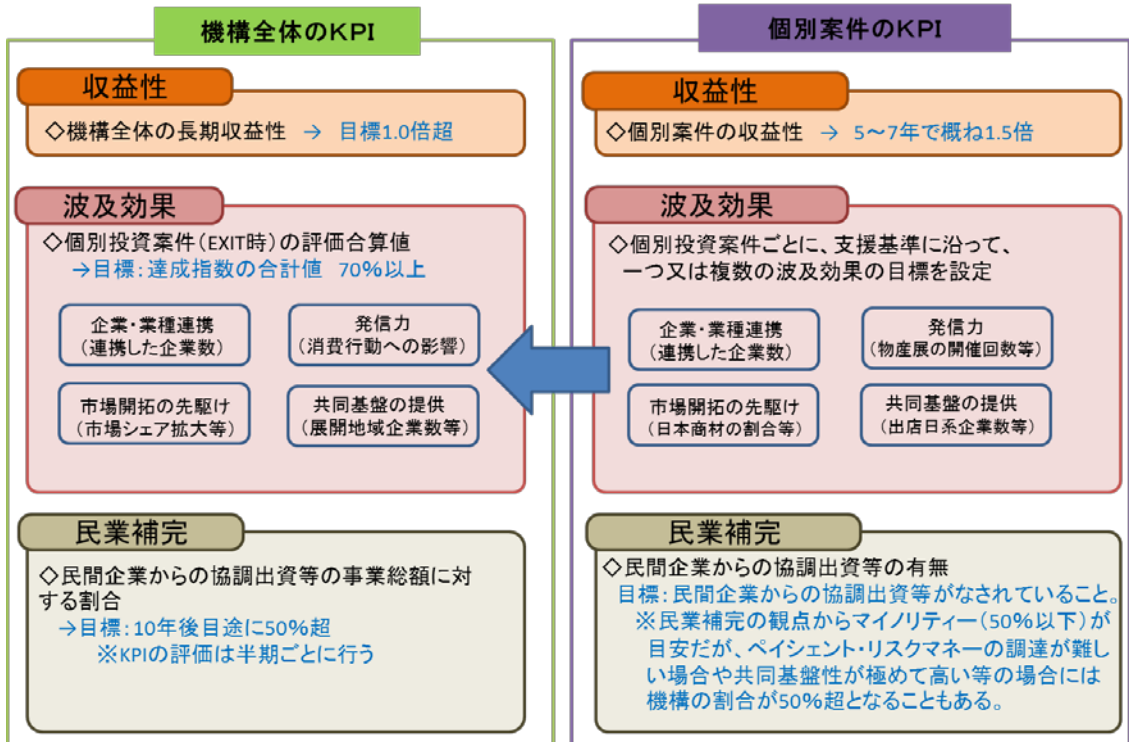 機構全体のKPI
収益性
◇機構全体の長期収益性 → 目標1.0倍超
波及効果
◇個別投資案件(EXIT時)の評価合算値
→目標:達成指数の合計値 70%以上
企業・業種連携
(連携した企業数)
発信力
(消費行動への影響)
市場開拓の先駆け
(市場シェア拡大等)
共同基盤の提供
(展開地域企業数等)
民業補完
◇民間企業からの協調出資等の事業総額に対
する割合
→目標:10年後目途に50%超
※KPIの評価は半期ごとに行う
個別案件のKPI
収益性
◇個別案件の収益性 → 5~7年で概ね1.5倍
波及効果
◇個別投資案件ごとに、支援基準に沿って、
一つ又は複数の波及効果の目標を設定
企業・業種連携
(連携した企業数)
発信力
(物産展の開催回数等)
市場開拓の先駆け
(日本商材の割合等)
共同基盤の提供
(出店日系企業数等)
民業補完
◇民間企業からの協調出資等の有無
目標:民間企業からの協調出資等がなされていること。
※民業補完の観点からマイノリティー(50%以下)が
目安だが、ペイシェント・リスクマネーの調達が難し
い場合や共同基盤性が極めて高い等の場合には
機構の割合が50%超となることもある。